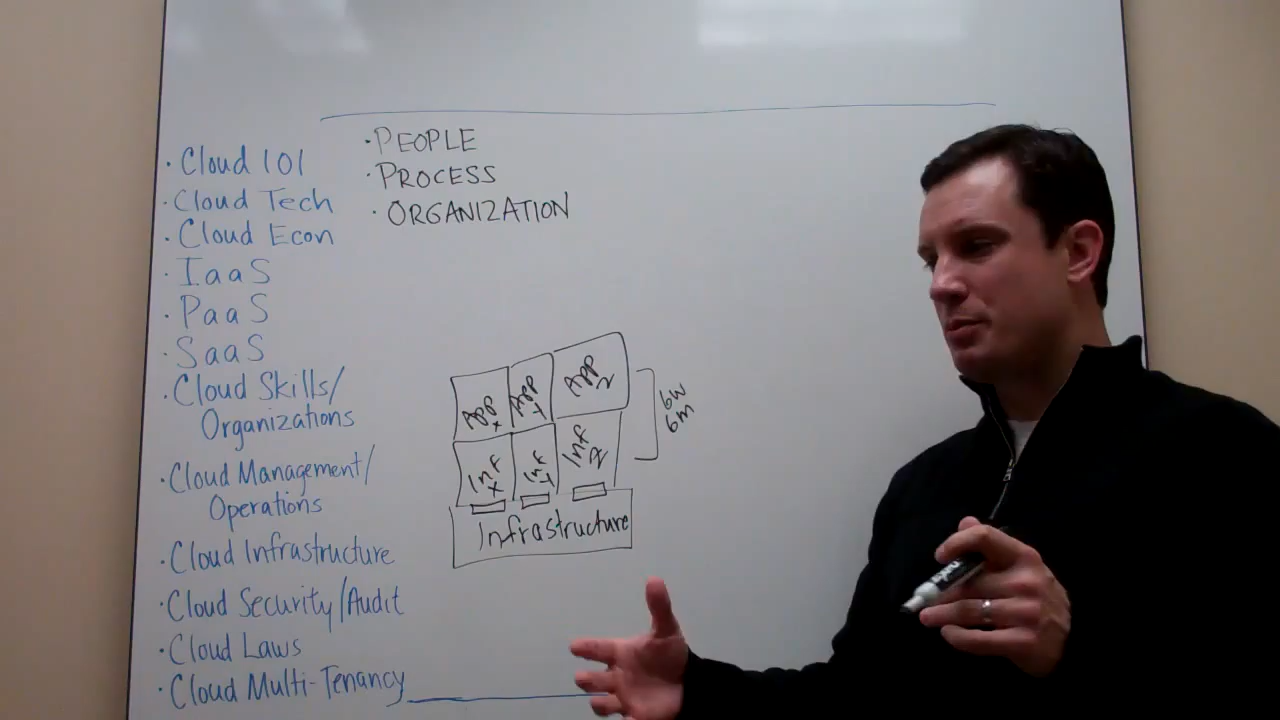 · Cloud 101
· Cloud Tech
· Cloud Econ
· IaaS
· PaaS
· SaaS
· Cloud Skills/
Organizations
· Cloud Management/
Operations
· Cloud Infrastructure
· Cloud Security/Audit
· Cloud Laws
· Cloud Multi-Tenancy
· PEOPLE
· PROCESS
· ORGANIZATION
App
x
App
Y
App
Z
Inf
x
Inf
Y
Inf
Z
6w
6m
Infrastructure